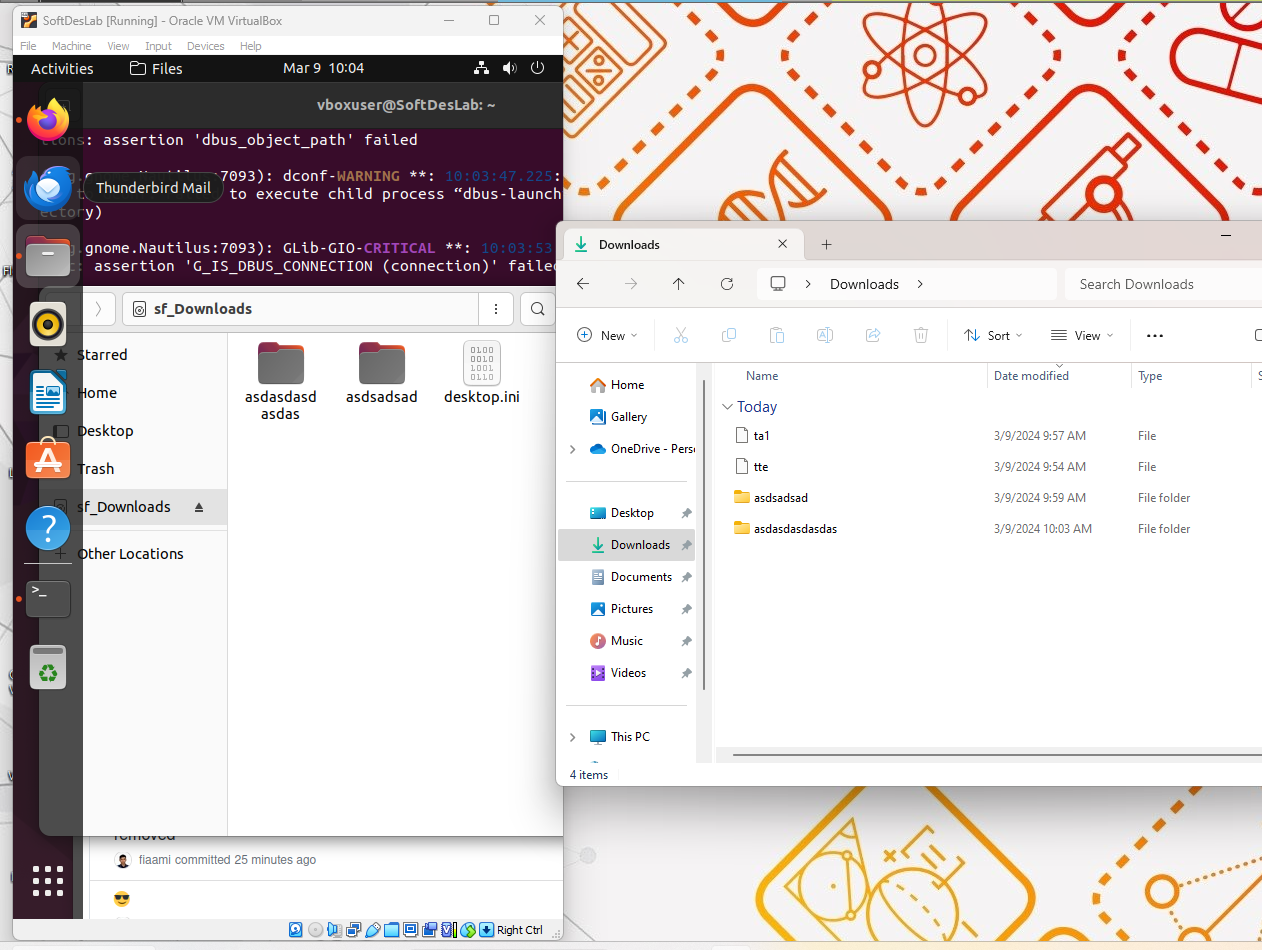 SoftDesLab [Running] - Oracle VM VirtualBox
File Machine View Input Devices Help
Activities Files Mar 9 10:04
vboxuser@SoftDesLab: ~
tions: assertion 'dbus_object_path' failed
g.gnome.Nautilus:7093): dconf-WARNING **: 10:03:47.225:
to execute child process “dbus-launch
ectory)
g.gnome.Nautilus:7093): GLib-GIO-CRITICAL **: 10:03:53
: assertion 'G_IS_DBUS_CONNECTION (connection)' failed
Thunderbird Mail
sf_Downloads
Starred
Home
Desktop
Trash
sf_Downloads
Other Locations
asdasdasd
asdas
asdsadsad
desktop.ini
0100
0010
1001
0110
removed
fiaami committed 25 minutes ago
Right Ctrl
Downloads
Downloads
Search Downloads
New
Sort
View
Home
Gallery
OneDrive - Pers
Desktop
Downloads
Documents
Pictures
Music
Videos
This PC
Name Date modified Type S
Today
ta1 3/9/2024 9:57 AM File
tte 3/9/2024 9:54 AM File
asdsadsad 3/9/2024 9:59 AM File folder
asdasdasdasdas 3/9/2024 10:03 AM File folder
4 items